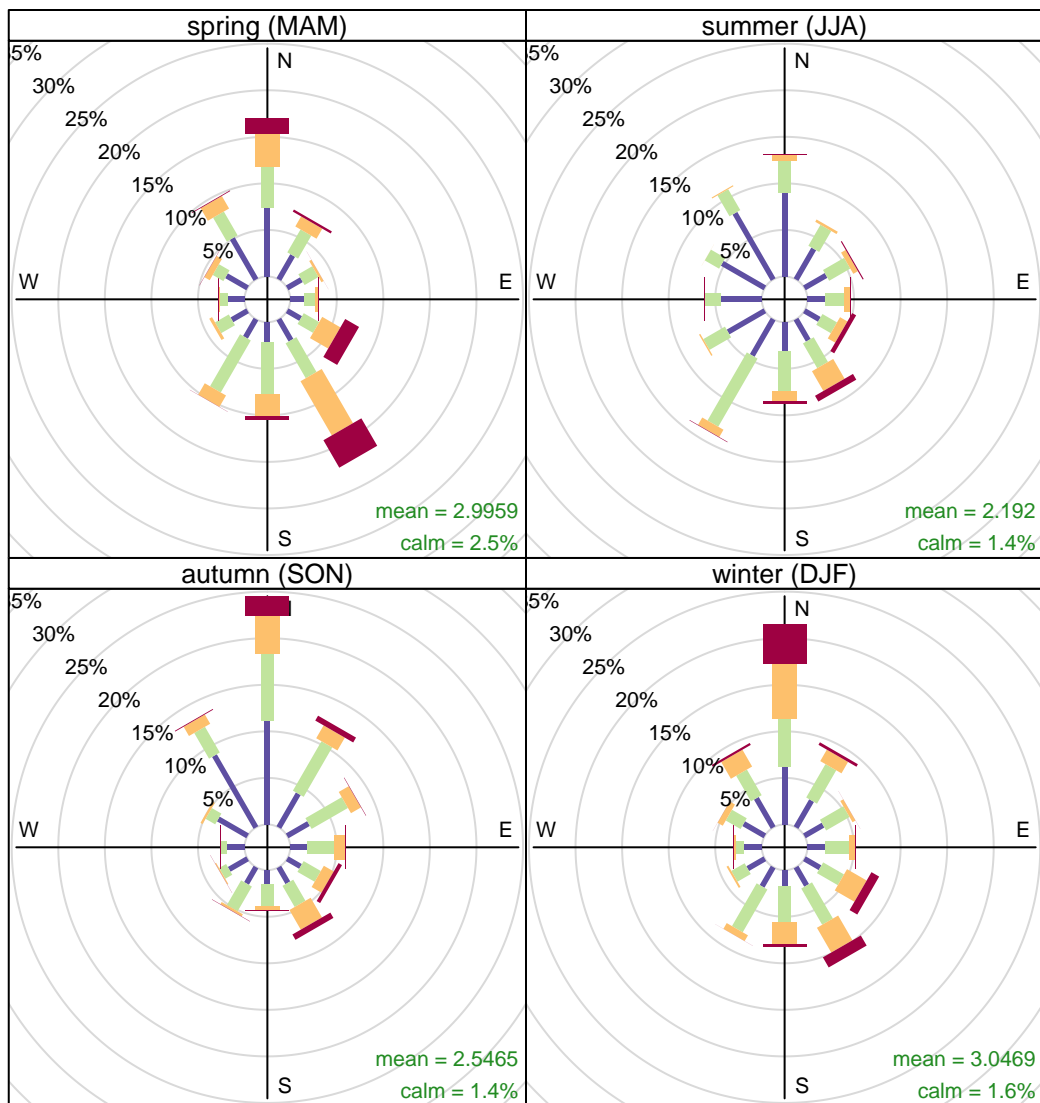 spring (MAM)
5%
30%
25%
20%
15%
10%
5%
N
W
E
S
mean = 2.9959
calm = 2.5%
summer (JJA)
5%
30%
25%
20%
15%
10%
5%
N
W
E
S
mean = 2.192
calm = 1.4%
autumn (SON)
5%
30%
25%
20%
15%
10%
5%
W
E
S
mean = 2.5465
calm = 1.4%
winter (DJF)
5%
30%
25%
20%
15%
10%
5%
N
W
E
S
mean = 3.0469
calm = 1.6%